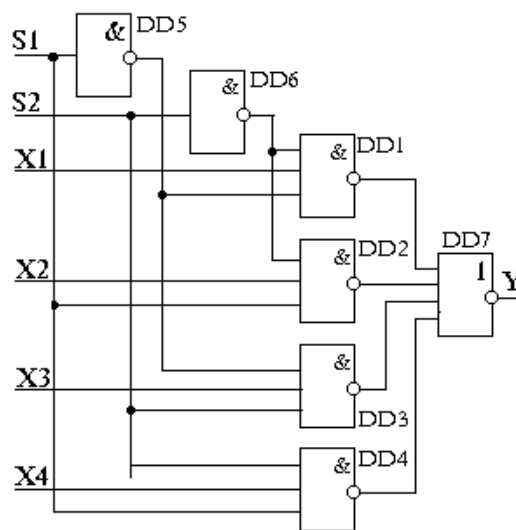 & DD5
S1
& DD6
S2
& DD1
X1
DD7
& DD2
1 Y
X2
&
X3
DD3
& DD4
X4